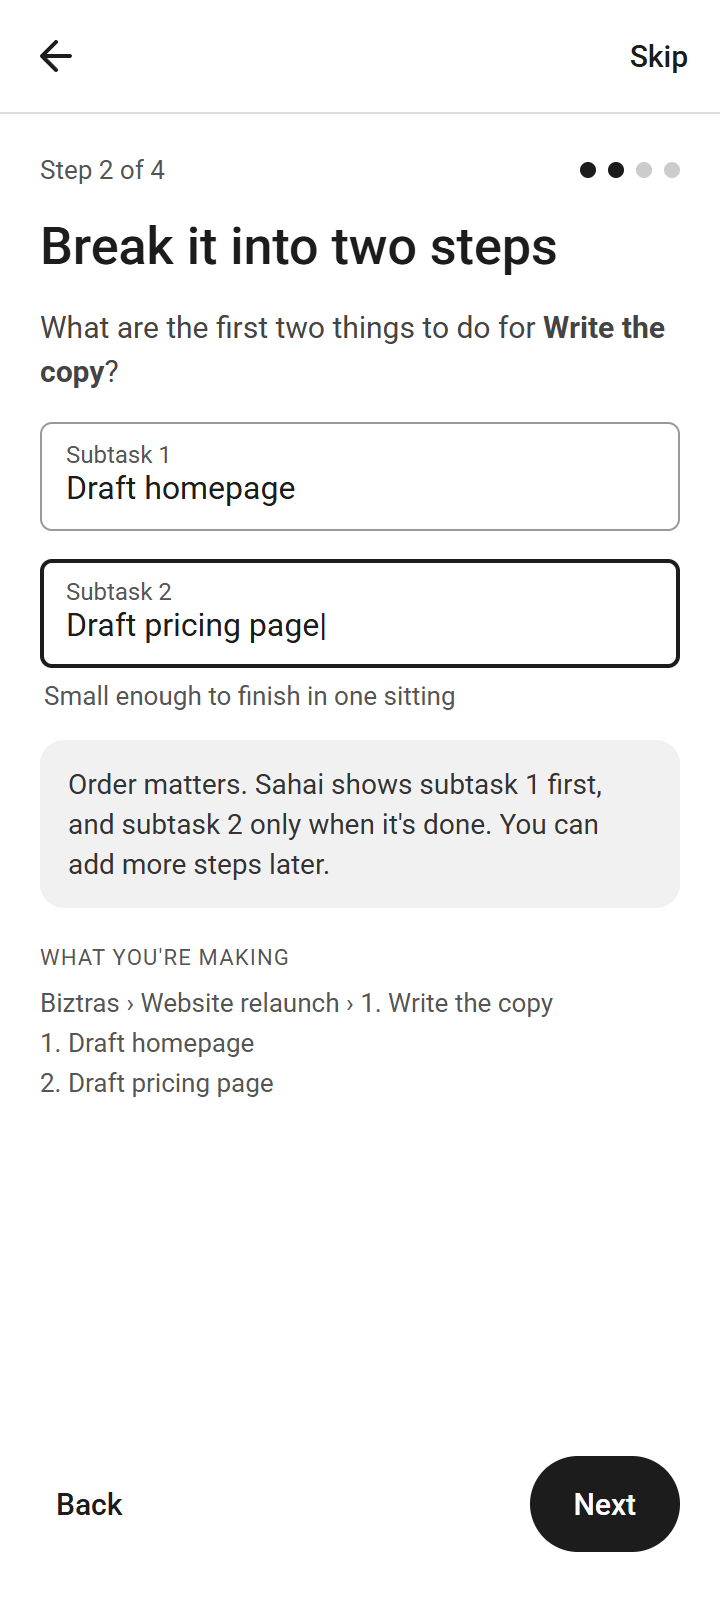 Skip
Step 2 of 4
Break it into two steps
What are the first two things to do for Write the
copy?
Subtask 1
Draft homepage
Subtask 2
Draft pricing page
Small enough to finish in one sitting
Order matters. Sahai shows subtask 1 first,
and subtask 2 only when it's done. You can
add more steps later.
WHAT YOU'RE MAKING
Biztras › Website relaunch › 1. Write the copy
1. Draft homepage
2. Draft pricing page
Back
Next